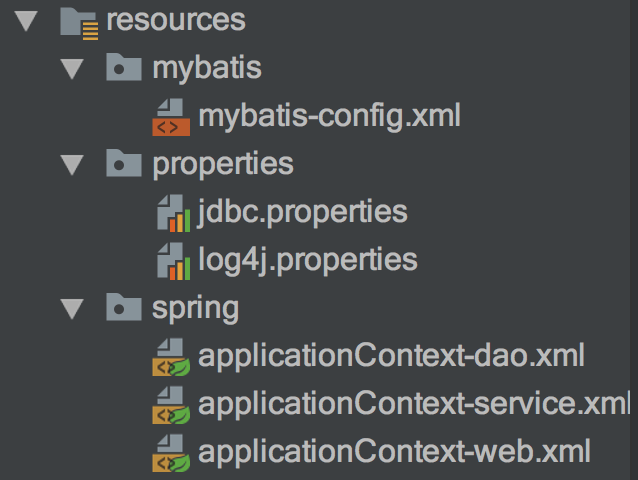 resources
mybatis
mybatis-config.xml
properties
jdbc.properties
log4j.properties
spring
applicationContext-dao.xml
applicationContext-service.xml
applicationContext-web.xml